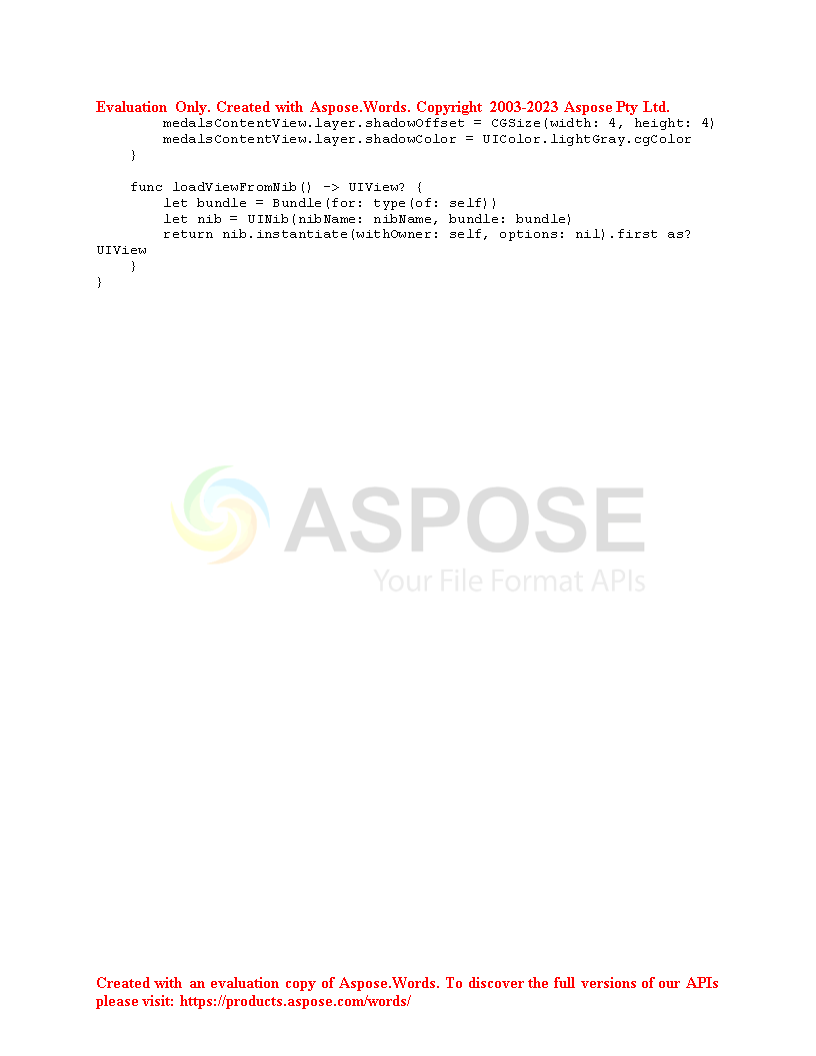 Evaluation Only. Created with Aspose.Words. Copyright 2003-2023 Aspose Pty Ltd.
        medalsContentView.layer.shadowOffset = CGSize(width: 4, height: 4)
        medalsContentView.layer.shadowColor = UIColor.lightGray.cgColor
    }
    func loadViewFromNib() -> UIView? {
        let bundle = Bundle(for: type(of: self))
        let nib = UINib(nibName: nibName, bundle: bundle)
        return nib.instantiate(withOwner: self, options: nil).first as?
UIView
    }
}
ASPOSE
Your File Format APIs
Created with an evaluation copy of Aspose.Words. To discover the full versions of our APIs
please visit: https://products.aspose.com/words/